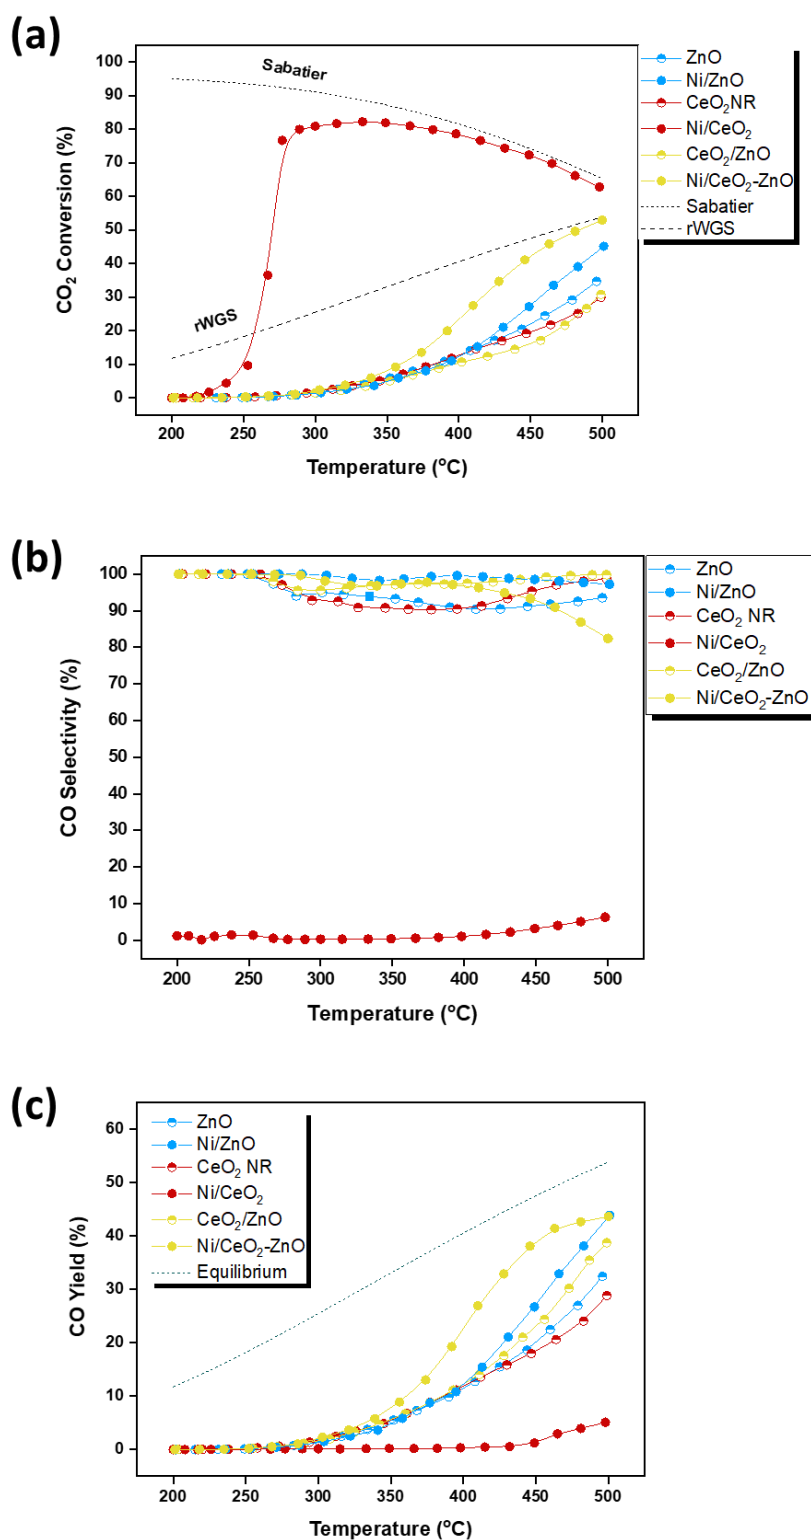 (a)
100
90
80
70
60
50
40
30
20
10
0
CO₂ Conversion (%)
Sabatier
rWGS
200 250 300 350 400 450 500
Temperature (°C)
ZnO
Ni/ZnO
CeO₂NR
Ni/CeO₂
CeO₂/ZnO
Ni/CeO₂-ZnO
Sabatier
rWGS
(b)
100
90
80
70
60
50
40
30
20
10
0
CO Selectivity (%)
200 250 300 350 400 450 500
Temperature (°C)
ZnO
Ni/ZnO
CeO₂ NR
Ni/CeO₂
CeO₂/ZnO
Ni/CeO₂-ZnO
(c)
60
50
40
30
20
10
0
CO Yield (%)
ZnO
Ni/ZnO
CeO₂ NR
Ni/CeO₂
CeO₂/ZnO
Ni/CeO₂-ZnO
Equilibrium
200 250 300 350 400 450 500
Temperature (°C)